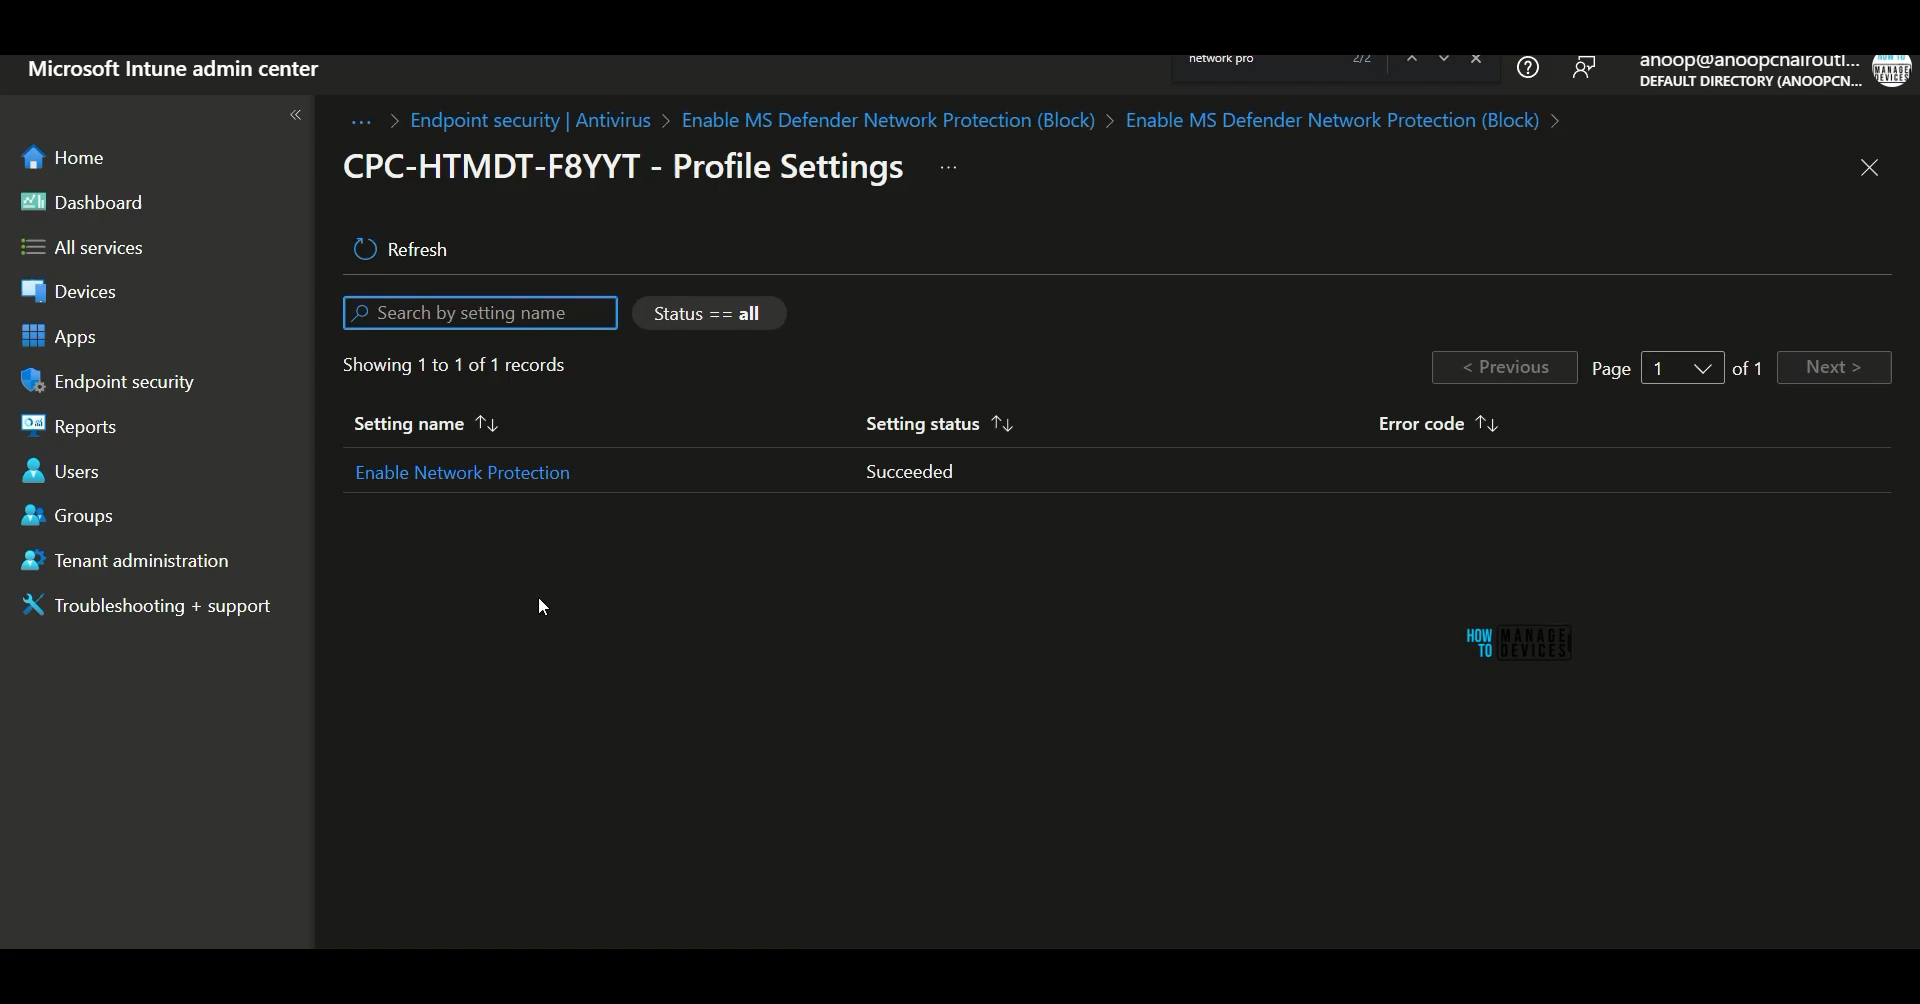 Microsoft Intune admin center
network pro 2/2
anoop@anoopcnairouti...
DEFAULT DIRECTORY (ANOOPCN...
HOW TO
MANAGE
DEVICES
«
Home
Dashboard
All services
Devices
Apps
Endpoint security
Reports
Users
Groups
Tenant administration
Troubleshooting + support
... > Endpoint security | Antivirus > Enable MS Defender Network Protection (Block) > Enable MS Defender Network Protection (Block) >
CPC-HTMDT-F8YYT - Profile Settings ...
Refresh
Search by setting name Status == all
Showing 1 to 1 of 1 records
< Previous Page 1 of 1 Next >
Setting name ↑↓ Setting status ↑↓ Error code ↑↓
Enable Network Protection Succeeded
HOW MANAGE
TO DEVICES